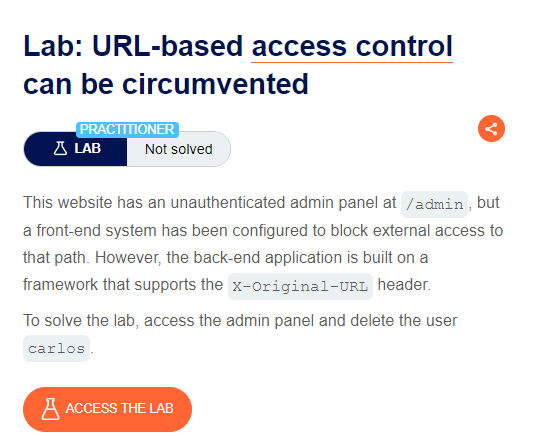 Lab: URL-based access control
can be circumvented
PRACTITIONER
LAB
Not solved
This website has an unauthenticated admin panel at /admin, but
a front-end system has been configured to block external access to
that path. However, the back-end application is built on a
framework that supports the X-Original-URL header.
To solve the lab, access the admin panel and delete the user
carlos.
ACCESS THE LAB